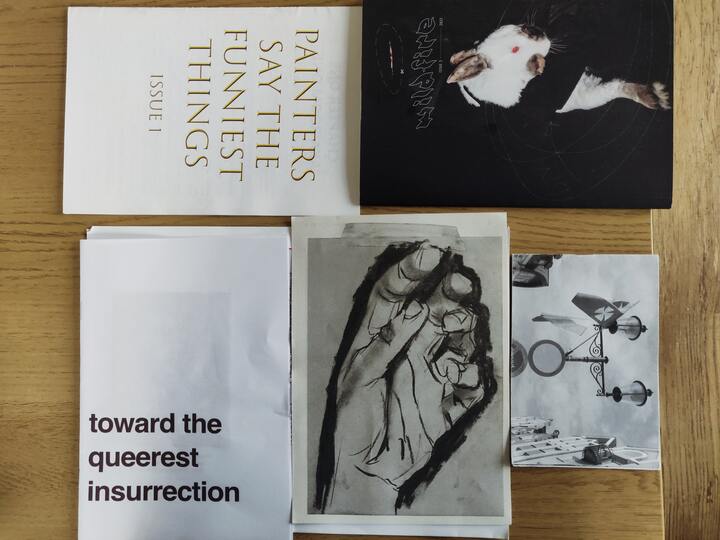 PAINTERS
SAY THE
FUNNIEST
THINGS
ISSUE 1
toward the
queerest
insurrection